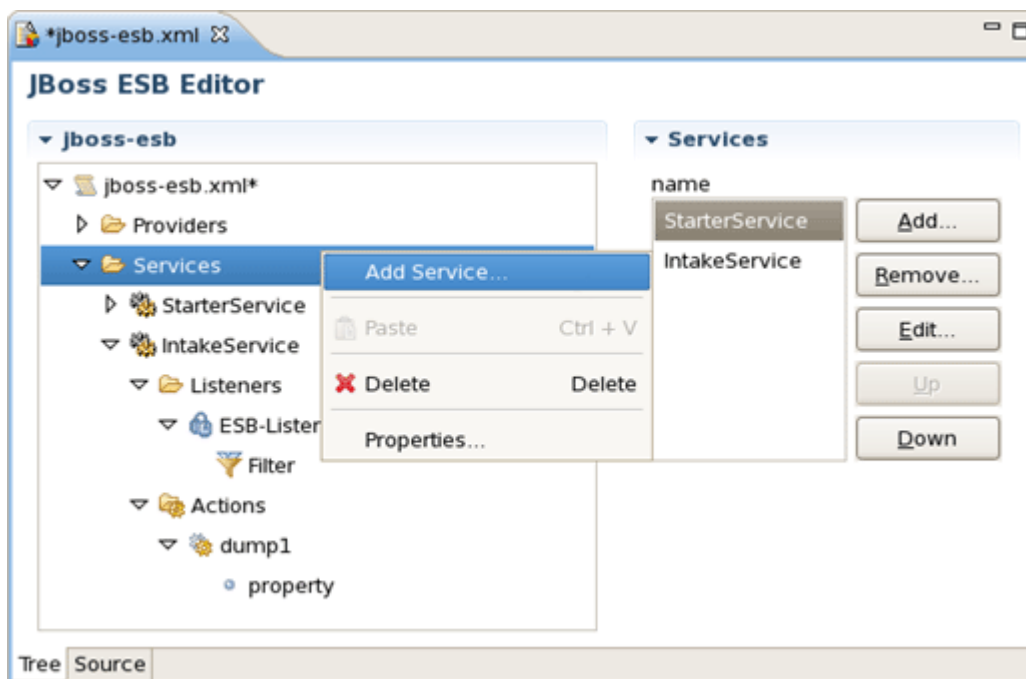 *jboss-esb.xml
JBoss ESB Editor
jboss-esb
jboss-esb.xml*
Providers
Services
StarterService
IntakeService
Listeners
ESB-Lister
Filter
Actions
dump1
property
Add Service...
Paste Ctrl + V
Delete Delete
Properties...
Services
name
StarterService
IntakeService
Add...
Remove...
Edit...
Up
Down
Tree Source